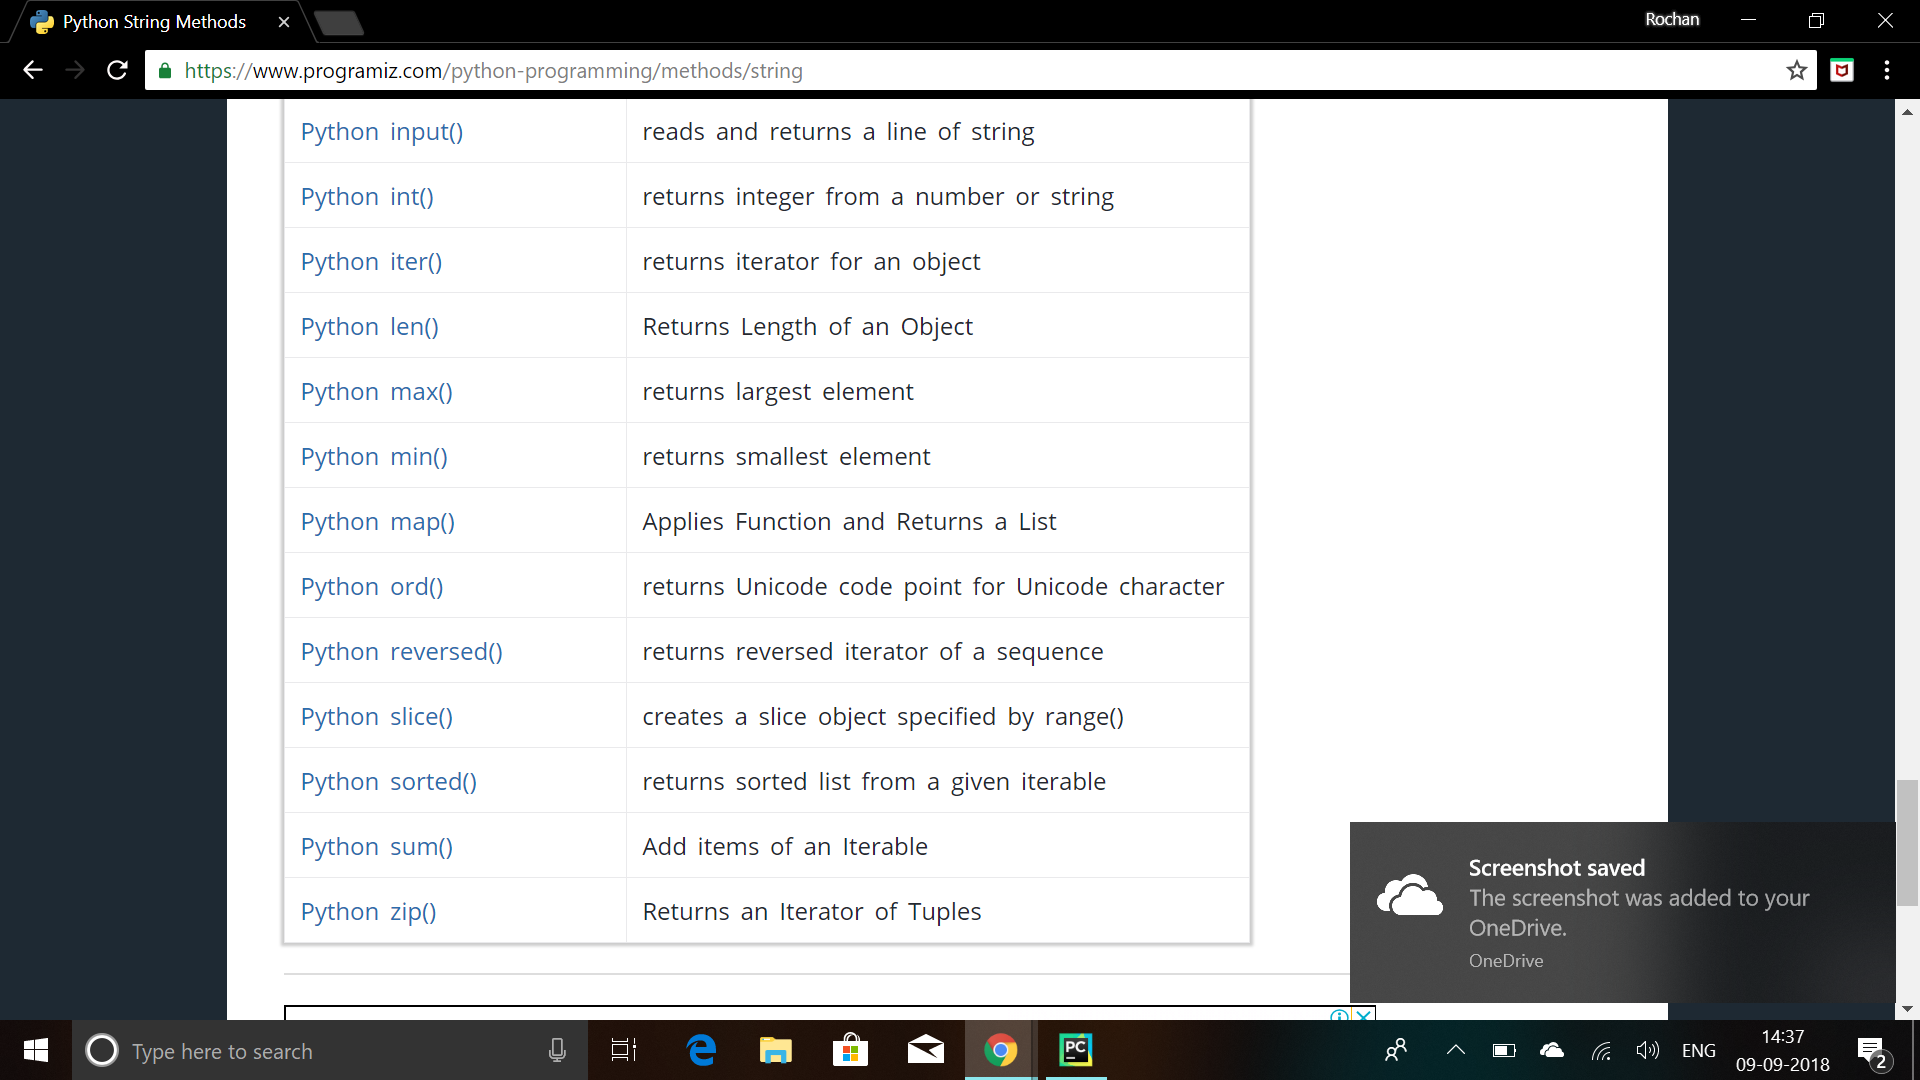 Python String Methods
Rochan
https://www.programiz.com/python-programming/methods/string
Python input() reads and returns a line of string
Python int() returns integer from a number or string
Python iter() returns iterator for an object
Python len() Returns Length of an Object
Python max() returns largest element
Python min() returns smallest element
Python map() Applies Function and Returns a List
Python ord() returns Unicode code point for Unicode character
Python reversed() returns reversed iterator of a sequence
Python slice() creates a slice object specified by range()
Python sorted() returns sorted list from a given iterable
Python sum() Add items of an Iterable
Python zip() Returns an Iterator of Tuples
Screenshot saved
The screenshot was added to your
OneDrive.
OneDrive
Type here to search
PC
ENG
14:37
09-09-2018
2